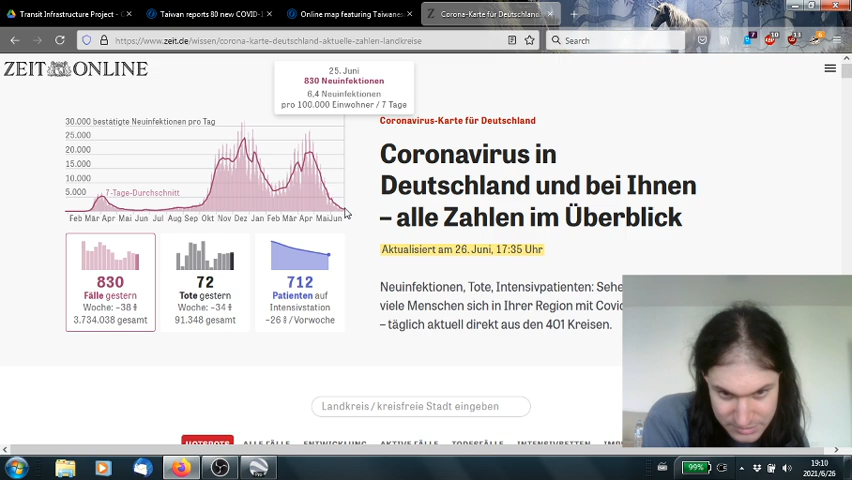 Transit Infrastructure Project - G
Taiwan reports 80 new COVID-1
Online map featuring Taiwanes
Corona-Karte für Deutschland
https://www.zeit.de/wissen/corona-karte-deutschland-aktuelle-zahlen-landkreise
Search
7
10
13
ZEIT ONLINE
25. Juni
830 Neuinfektionen
6,4 Neuinfektionen
pro 100.000 Einwohner / 7 Tage
30.000 bestätigte Neuinfektionen pro Tag
25.000
20.000
15.000
10.000
5.000
7-Tage-Durchschnitt
Feb Mär Apr Mai Jun Jul Aug Sep Okt Nov Dez Jan Feb Mär Apr Mai Jun
Coronavirus-Karte für Deutschland
Coronavirus in
Deutschland und bei Ihnen
– alle Zahlen im Überblick
Aktualisiert am 26. Juni, 17:35 Uhr
830
Fälle gestern
Woche: −38 %
3.734.038 gesamt
72
Tote gestern
Woche: −34 %
91.348 gesamt
712
Patienten auf
Intensivstation
−26 % / Vorwoche
Neuinfektionen, Tote, Intensivpatienten: Sehe
viele Menschen sich in Ihrer Region mit Covid
– täglich aktuell direkt aus den 401 Kreisen.
Landkreis / kreisfreie Stadt eingeben
HOTSPOTS ALLE FÄLLE ENTWICKLUNG AKTIVE FÄLLE TODESFÄLLE INTENSIVBETTEN
99%
19:10
2021/6/26